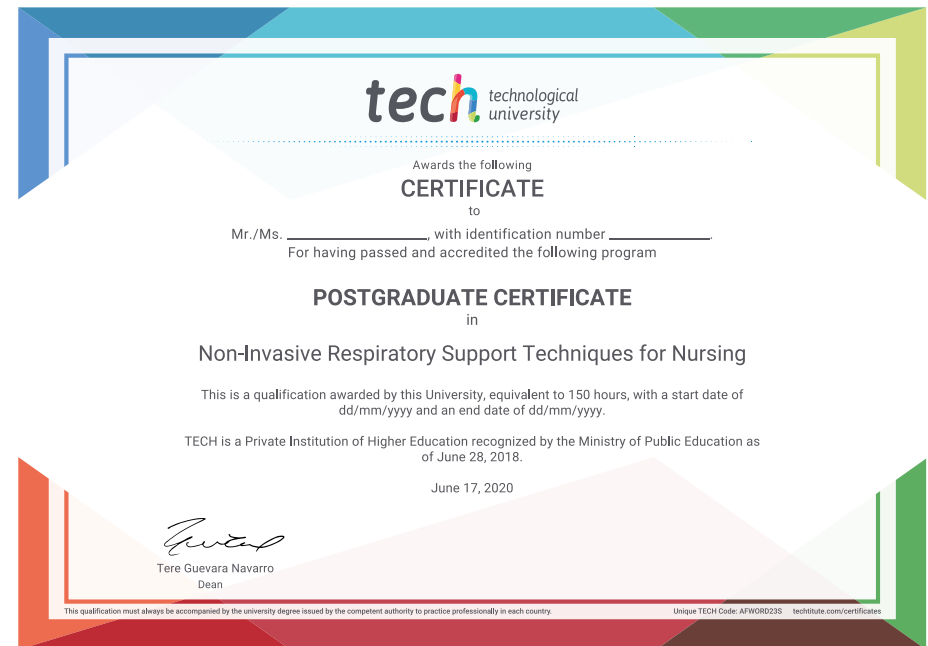 tech technological
university
Awards the following
CERTIFICATE
to
Mr./Ms. ____________________, with identification number ______________.
For having passed and accredited the following program
POSTGRADUATE CERTIFICATE
in
Non-Invasive Respiratory Support Techniques for Nursing
This is a qualification awarded by this University, equivalent to 150 hours, with a start date of
dd/mm/yyyy and an end date of dd/mm/yyyy.
TECH is a Private Institution of Higher Education recognized by the Ministry of Public Education as
of June 28, 2018.
June 17, 2020
Tere Guevara Navarro
Dean
This qualification must always be accompanied by the university degree issued by the competent authority to practice professionally in each country.
Unique TECH Code: AFWORD23S techtitute.com/certificates